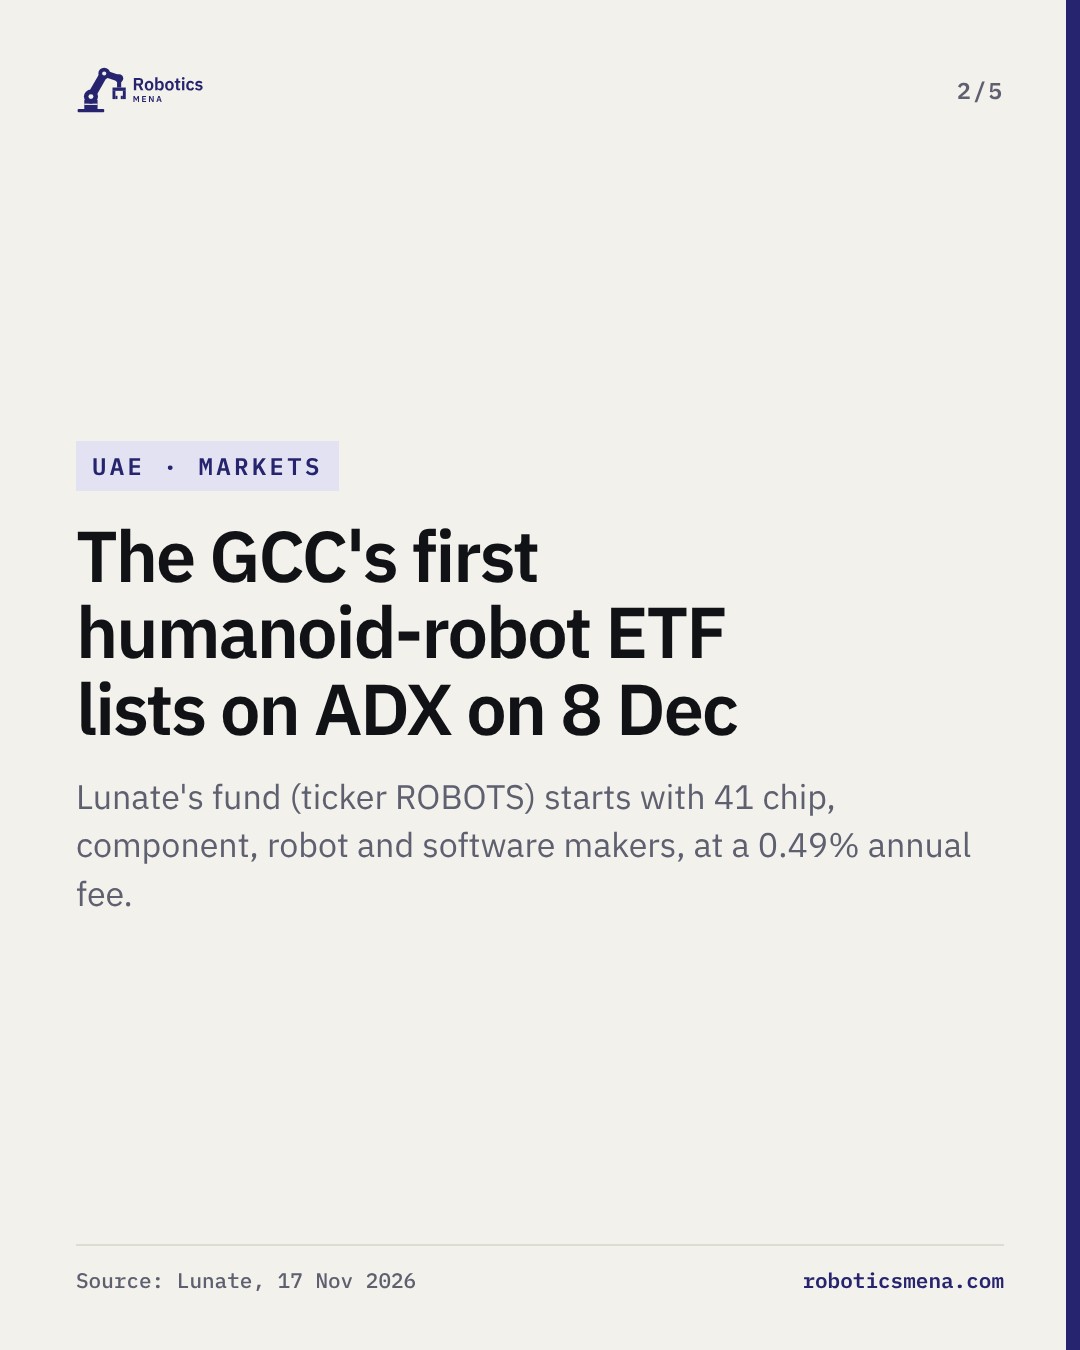 Robotics
MENA
2/5
UAE · MARKETS
The GCC's first
humanoid-robot ETF
lists on ADX on 8 Dec
Lunate's fund (ticker ROBOTS) starts with 41 chip,
component, robot and software makers, at a 0.49% annual
fee.
Source: Lunate, 17 Nov 2026
roboticsmena.com